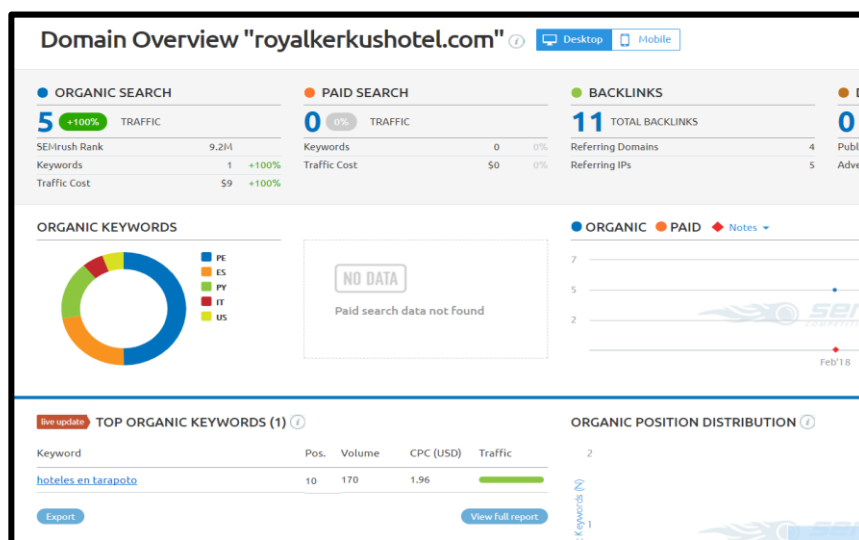 Domain Overview "royalkerkushotel.com" i Desktop Mobile
ORGANIC SEARCH
5 +100% TRAFFIC
SEMrush Rank 9.2M
Keywords 1 +100%
Traffic Cost $9 +100%
PAID SEARCH
0 0% TRAFFIC
Keywords 0 0%
Traffic Cost $0 0%
BACKLINKS
11 TOTAL BACKLINKS
Referring Domains 4
Referring IPs 5
0
Publ
Adve
ORGANIC KEYWORDS
PE
ES
PY
IT
US
NO DATA
Paid search data not found
ORGANIC PAID Notes
7
5
2
Feb'18
live update TOP ORGANIC KEYWORDS (1) i
Keyword Pos. Volume CPC (USD) Traffic
hoteles en tarapoto 10 170 1.96
Export View full report
ORGANIC POSITION DISTRIBUTION i
2
1
Keywords (N)